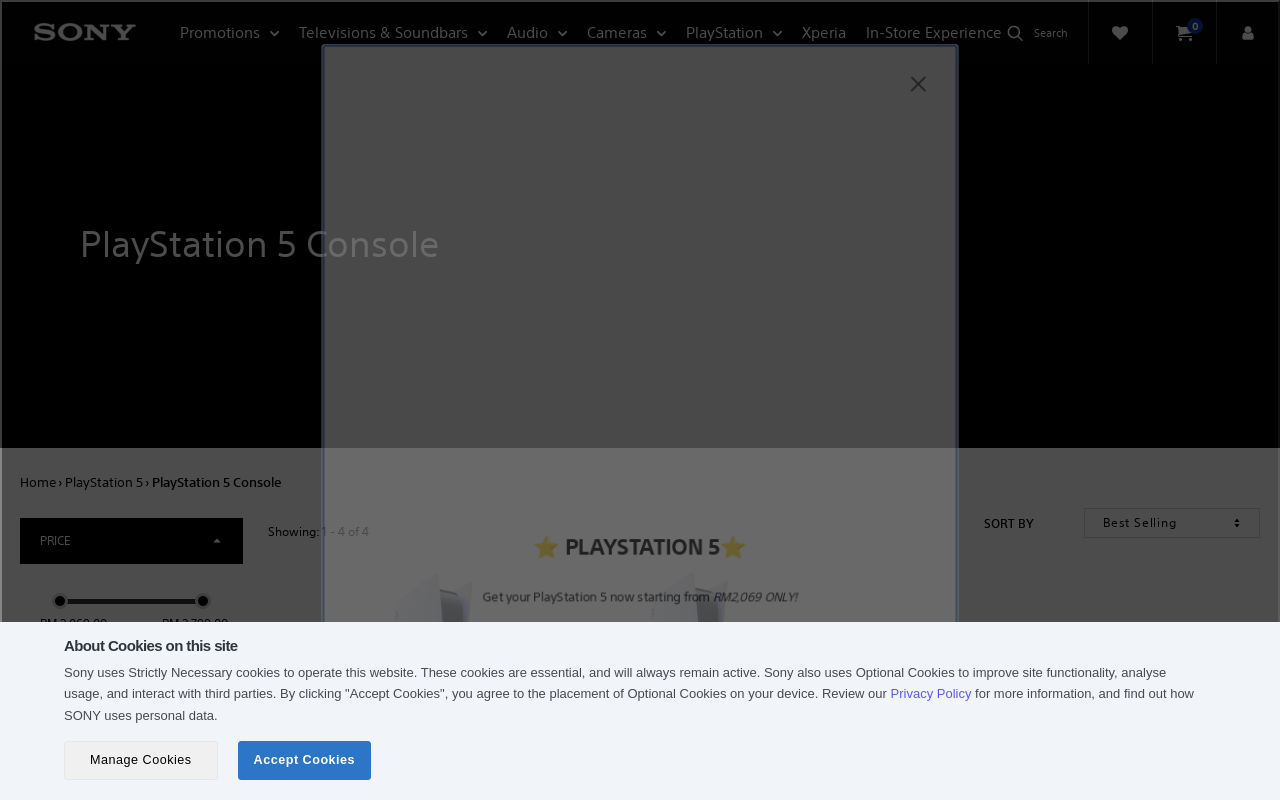 SONY
Promotions Televisions & Soundbars Audio Cameras PlayStation Xperia In-Store Experience Search 0
PlayStation 5 Console
Home › PlayStation 5 › PlayStation 5 Console
PRICE
Showing: 1 - 4 of 4
SORT BY Best Selling
⭐ PLAYSTATION 5⭐
Get your PlayStation 5 now starting from RM2,069 ONLY!
About Cookies on this site
Sony uses Strictly Necessary cookies to operate this website. These cookies are essential, and will always remain active. Sony also uses Optional Cookies to improve site functionality, analyse
usage, and interact with third parties. By clicking "Accept Cookies", you agree to the placement of Optional Cookies on your device. Review our Privacy Policy for more information, and find out how
SONY uses personal data.
Manage Cookies Accept Cookies